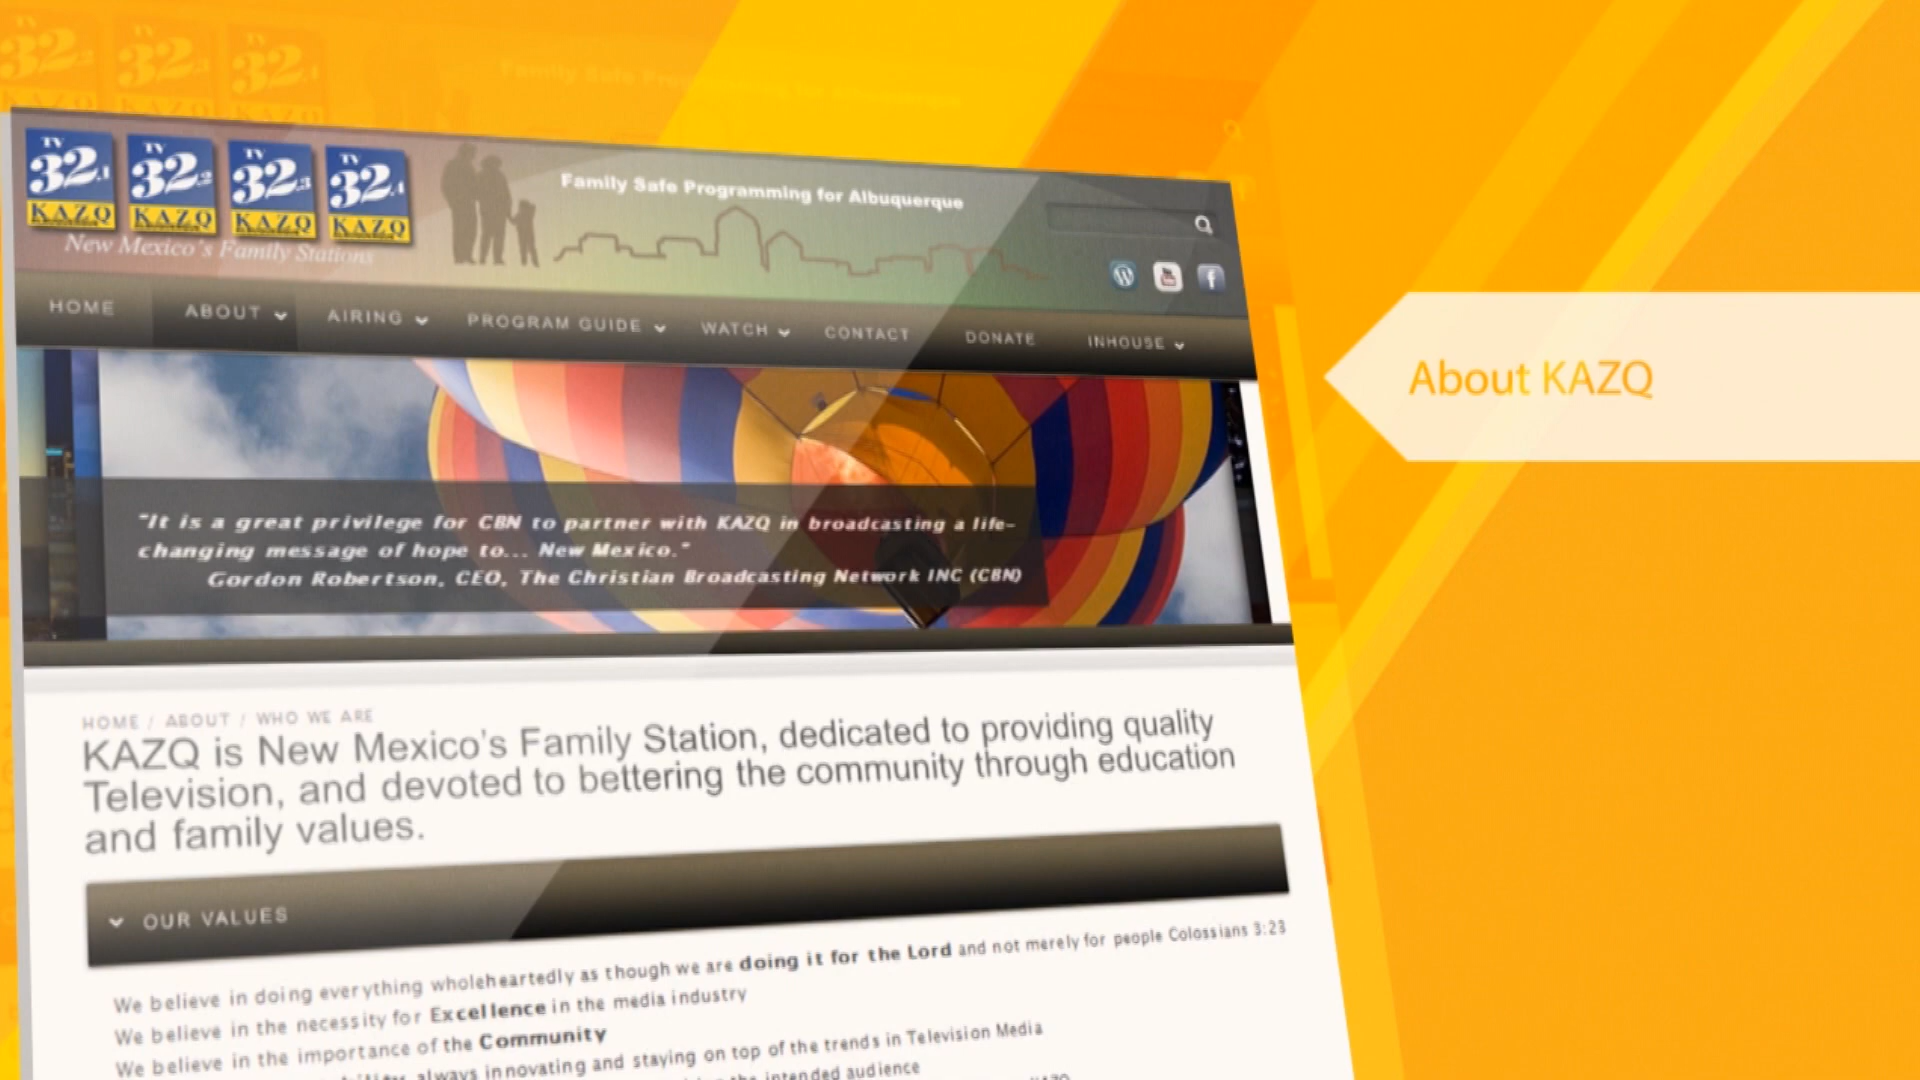 TV
32.1
KAZQ
TV
32.2
KAZQ
TV
32.3
KAZQ
TV
32.4
KAZQ
New Mexico's Family Stations
Family Safe Programming for Albuquerque
HOME ABOUT AIRING PROGRAM GUIDE WATCH CONTACT DONATE INHOUSE
About KAZQ
"It is a great privilege for CBN to partner with KAZQ in broadcasting a life-
changing message of hope to... New Mexico."
Gordon Robertson, CEO, The Christian Broadcasting Network INC (CBN)
HOME / ABOUT / WHO WE ARE
KAZQ is New Mexico's Family Station, dedicated to providing quality
Television, and devoted to bettering the community through education
and family values.
OUR VALUES
We believe in doing everything wholeheartedly as though we are doing it for the Lord and not merely for people Colossians 3:23
We believe in the necessity for Excellence in the media industry
We believe in the importance of the Community
always innovating and staying on top of the trends in Television Media
the intended audience